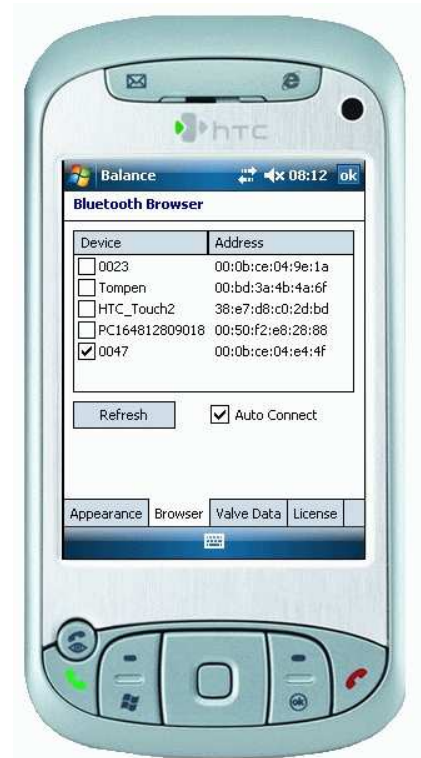 hTC
Balance 08:12 ok
Bluetooth Browser
Device Address
0023 00:0b:ce:04:9e:1a
Tompen 00:bd:3a:4b:4a:6f
HTC_Touch2 38:e7:d8:c0:2d:bd
PC164812809018 00:50:f2:e8:28:88
0047 00:0b:ce:04:e4:4f
Refresh Auto Connect
Appearance Browser Valve Data License
ok